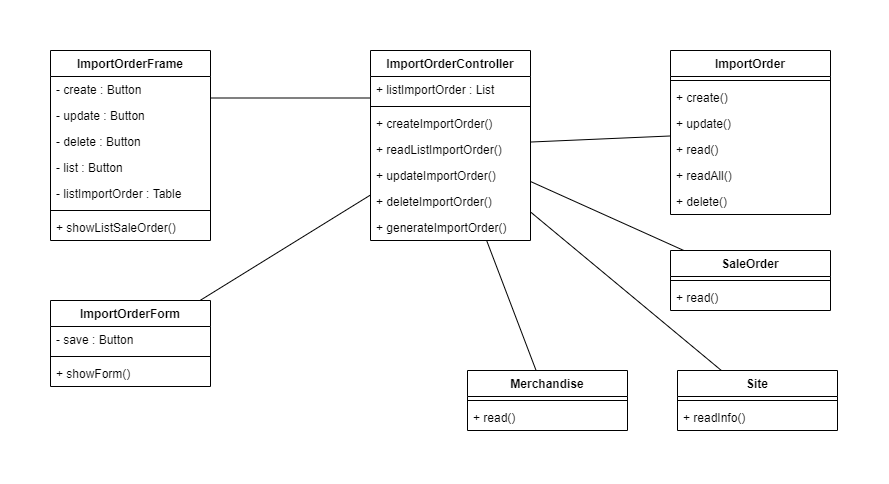 ImportOrderFrame
- create : Button
- update : Button
- delete : Button
- list : Button
- listImportOrder : Table
+ showListSaleOrder()
ImportOrderController
+ listImportOrder : List
+ createImportOrder()
+ readListImportOrder()
+ updateImportOrder()
+ deleteImportOrder()
+ generateImportOrder()
ImportOrder
+ create()
+ update()
+ read()
+ readAll()
+ delete()
SaleOrder
+ read()
ImportOrderForm
- save : Button
+ showForm()
Merchandise
+ read()
Site
+ readInfo()